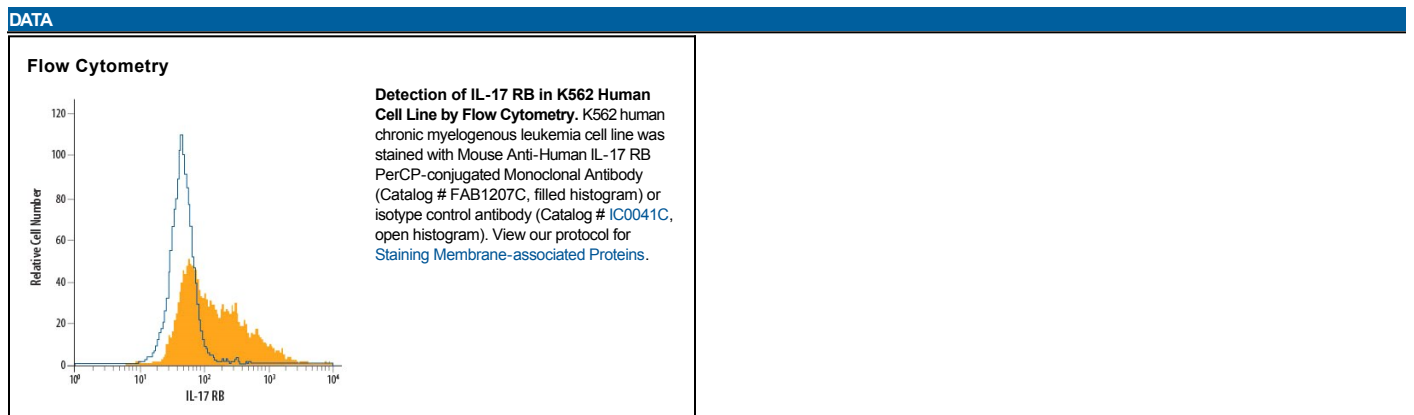 DATA
Flow Cytometry
Detection of IL-17 RB in K562 Human
Cell Line by Flow Cytometry. K562 human
chronic myelogenous leukemia cell line was
stained with Mouse Anti-Human IL-17 RB
PerCP-conjugated Monoclonal Antibody
(Catalog # FAB1207C, filled histogram) or
isotype control antibody (Catalog # IC0041C,
open histogram). View our protocol for
Staining Membrane-associated Proteins.
Relative Cell Number
120
100
80
60
40
20
0
10⁰ 10¹ 10² 10³ 10⁴
IL-17 RB